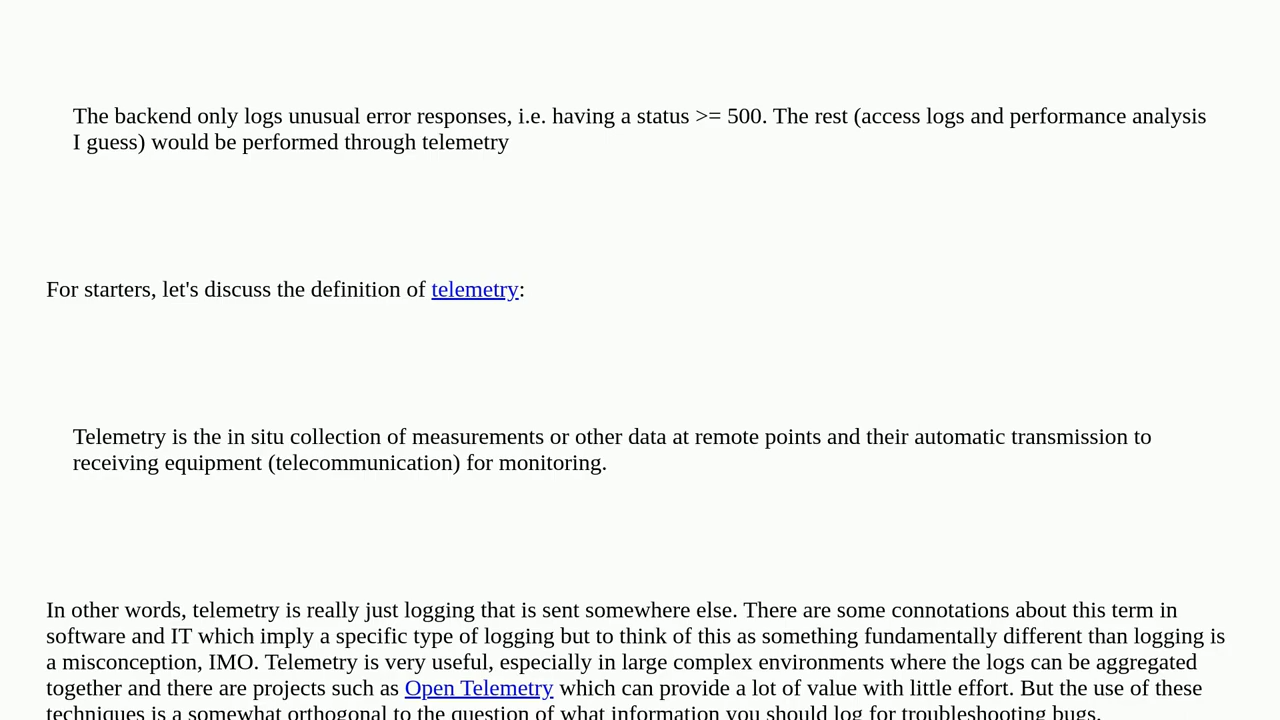 The backend only logs unusual error responses, i.e. having a status >= 500. The rest (access logs and performance analysis
I guess) would be performed through telemetry
For starters, let's discuss the definition of telemetry:
Telemetry is the in situ collection of measurements or other data at remote points and their automatic transmission to
receiving equipment (telecommunication) for monitoring.
In other words, telemetry is really just logging that is sent somewhere else. There are some connotations about this term in
software and IT which imply a specific type of logging but to think of this as something fundamentally different than logging is
a misconception, IMO. Telemetry is very useful, especially in large complex environments where the logs can be aggregated
together and there are projects such as Open Telemetry which can provide a lot of value with little effort. But the use of these
techniques is a somewhat orthogonal to the question of what information you should log for troubleshooting bugs.